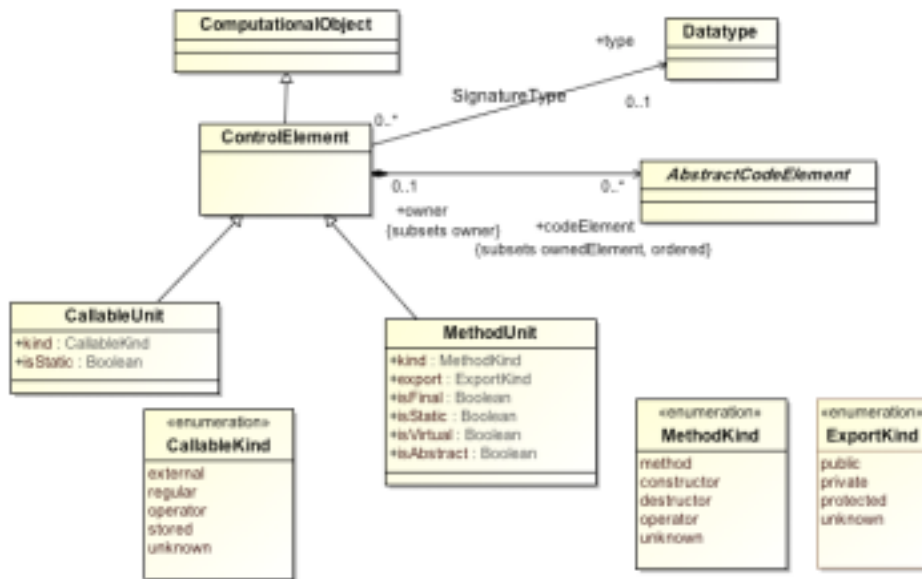 ComputationalObject
Datatype
+type
SignatureType
0..1
0..*
ControlElement
0..1
0..*
AbstractCodeElement
+owner
{subsets owner}
+codeElement
{subsets ownedElement, ordered}
CallableUnit
+kind : CallableKind
+isStatic : Boolean
MethodUnit
+kind : MethodKind
+export : ExportKind
+isFinal : Boolean
+isStatic : Boolean
+isVirtual : Boolean
+isAbstract : Boolean
«enumeration»
CallableKind
external
regular
operator
stored
unknown
«enumeration»
MethodKind
method
constructor
destructor
operator
unknown
«enumeration»
ExportKind
public
private
protected
unknown